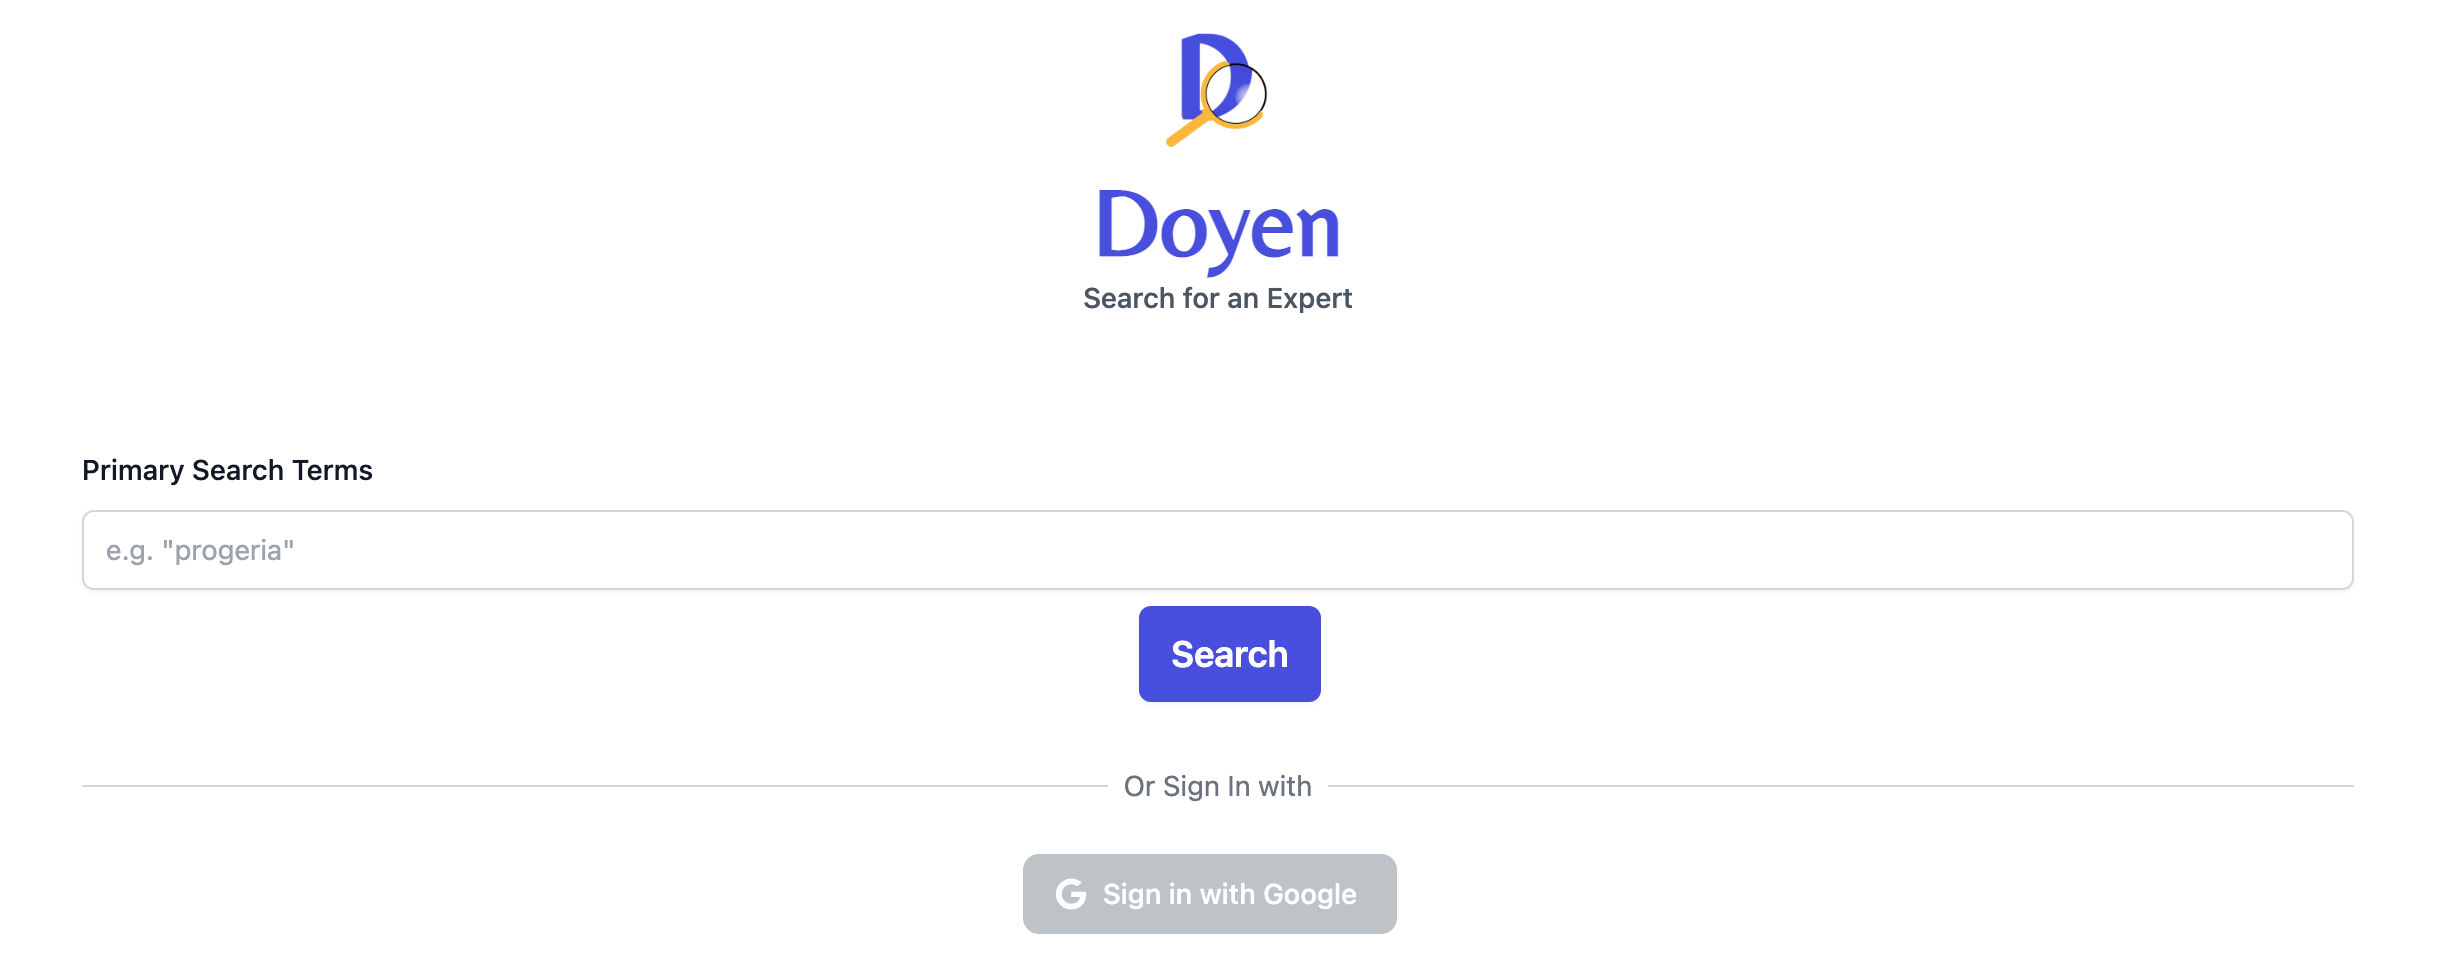 Doyen
Search for an Expert
Primary Search Terms
e.g. "progeria"
Search
Or Sign In with
G Sign in with Google